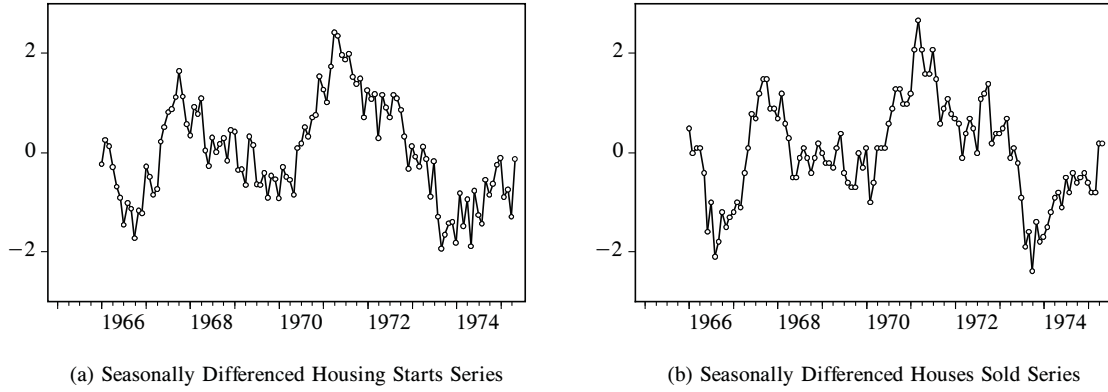 2
0
−2
1966 1968 1970 1972 1974
(a) Seasonally Differenced Housing Starts Series
2
0
−2
1966 1968 1970 1972 1974
(b) Seasonally Differenced Houses Sold Series